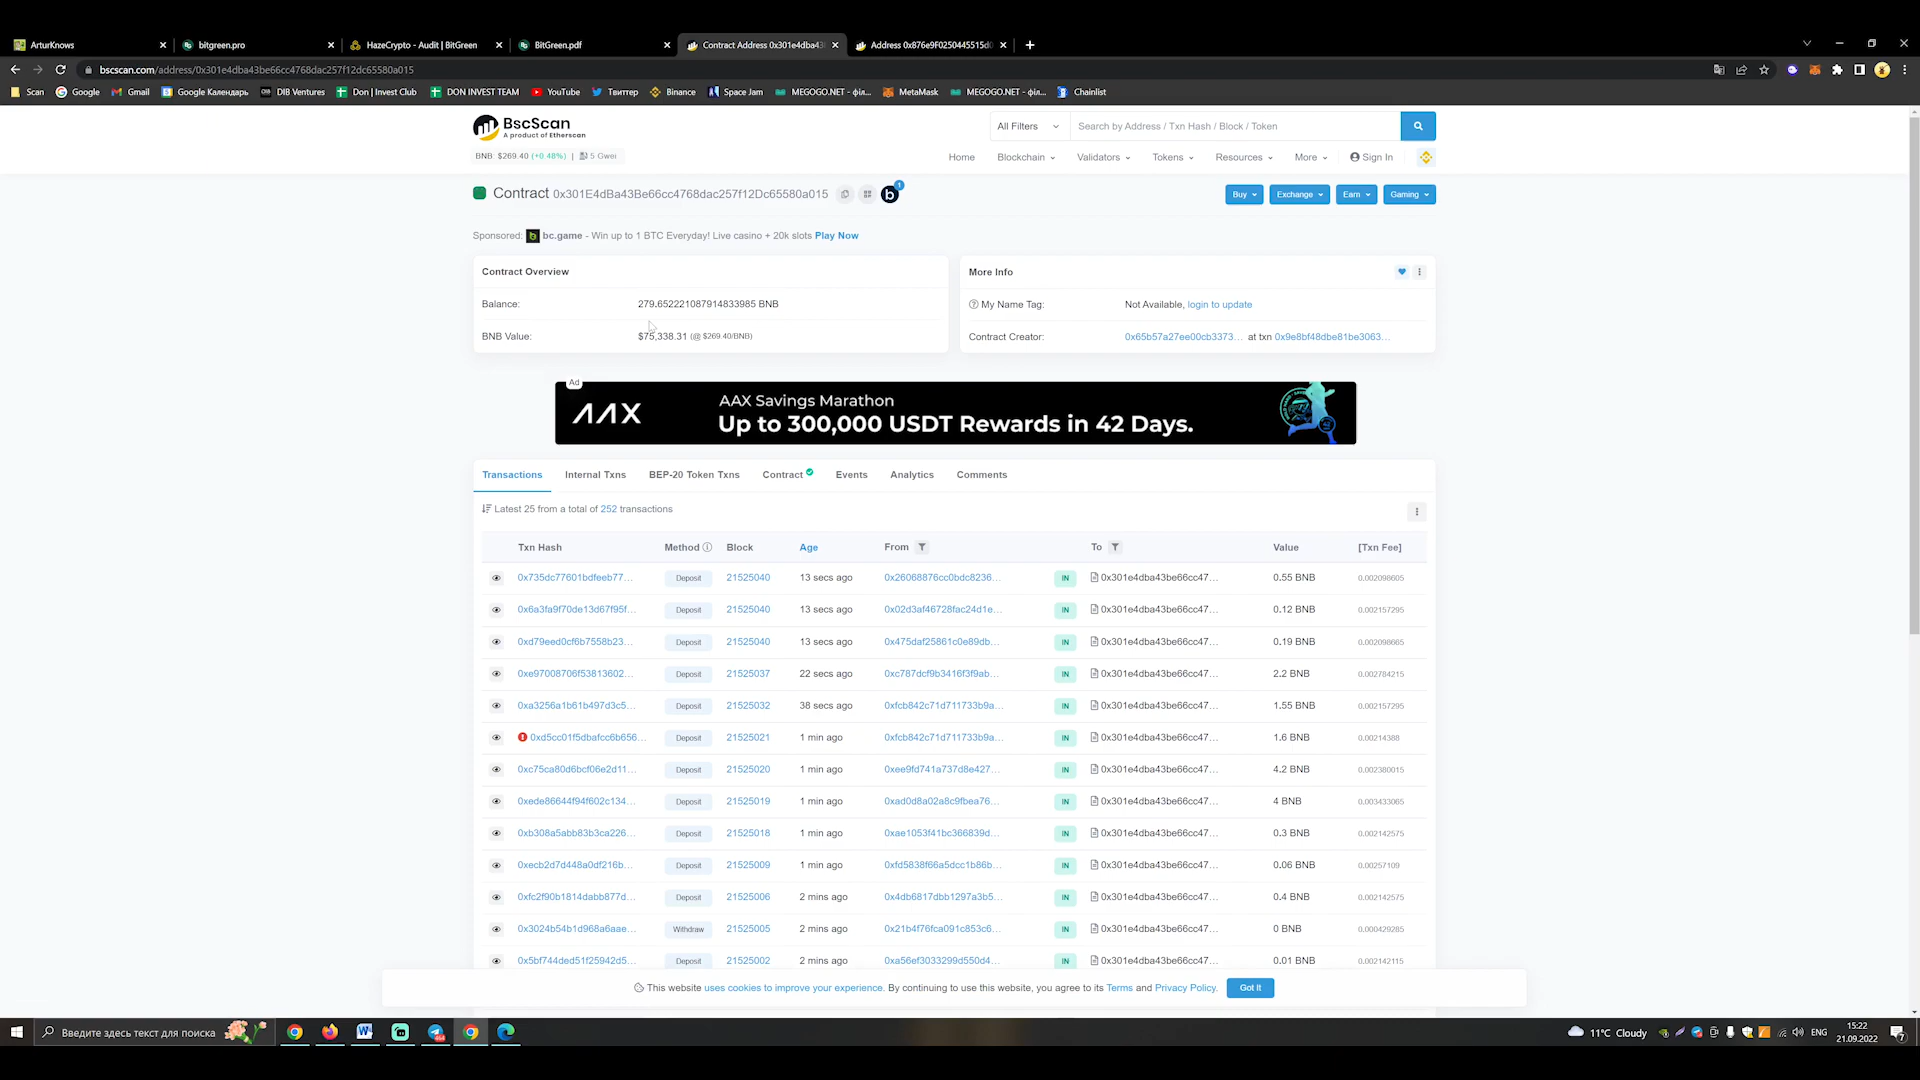 ArturKnows
bitgreen.pro
HazeCrypto - Audit | BitGreen
BitGreen.pdf
Contract Address 0x301e4dba43
Address 0x876e9F0250445515d
bscscan.com/address/0x301e4dba43be66cc4768dac257f12dc65580a015
Scan
Google
Gmail
Google Календарь
DIB Ventures
Don | Invest Club
DON INVEST TEAM
YouTube
Твиттер
Binance
Space Jam
MEGOGO.NET - філ...
MetaMask
MEGOGO.NET - філ...
Chainlist
BscScan
A product of Etherscan
All Filters
Search by Address / Txn Hash / Block / Token
BNB: $269.40 (+0.48%) | 5 Gwei
Home
Blockchain
Validators
Tokens
Resources
More
Sign In
Contract 0x301E4dBa43Be66cc4768dac257f12Dc65580a015
b
1
Buy
Exchange
Earn
Gaming
Sponsored: bc.game - Win up to 1 BTC Everyday! Live casino + 20k slots Play Now
Contract Overview
Balance: 279.652221087914833985 BNB
BNB Value: $75,338.31 (@ $269.40/BNB)
More Info
My Name Tag: Not Available, login to update
Contract Creator: 0x65b57a27ee00cb3373... at txn 0x9e8bf48dbe81be3063...
Ad
AAX
AAX Savings Marathon
Up to 300,000 USDT Rewards in 42 Days.
Transactions
Internal Txns
BEP-20 Token Txns
Contract
Events
Analytics
Comments
Latest 25 from a total of 252 transactions
Txn Hash Method Block Age From To Value [Txn Fee]
0x735dc77601bdfeeb77... Deposit 21525040 13 secs ago 0x26068876cc0bdc8236... IN 0x301e4dba43be66cc47... 0.55 BNB 0.002098605
0x6a3fa9f70de13d67f95f... Deposit 21525040 13 secs ago 0x02d3af46728fac24d1e... IN 0x301e4dba43be66cc47... 0.12 BNB 0.002157295
0xd79eed0cf6b7558b23... Deposit 21525040 13 secs ago 0x475daf25861c0e89db... IN 0x301e4dba43be66cc47... 0.19 BNB 0.002098665
0xe97008706f53813602... Deposit 21525037 22 secs ago 0xc787dcf9b3416f3f9ab... IN 0x301e4dba43be66cc47... 2.2 BNB 0.002784215
0xa3256a1b61b497d3c5... Deposit 21525032 38 secs ago 0xfcb842c71d711733b9a... IN 0x301e4dba43be66cc47... 1.55 BNB 0.002157295
0xd5cc01f5dbafcc6b656... Deposit 21525021 1 min ago 0xfcb842c71d711733b9a... IN 0x301e4dba43be66cc47... 1.6 BNB 0.00214388
0xc75ca80d6bcf06e2d11... Deposit 21525020 1 min ago 0xee9fd741a737d8e427... IN 0x301e4dba43be66cc47... 4.2 BNB 0.002380015
0xede86644f94f602c134... Deposit 21525019 1 min ago 0xad0d8a02a8c9fbea76... IN 0x301e4dba43be66cc47... 4 BNB 0.003433065
0xb308a5abb83b3ca226... Deposit 21525018 1 min ago 0xae1053f41bc366839d... IN 0x301e4dba43be66cc47... 0.3 BNB 0.002142575
0xecb2d7d448a0df216b... Deposit 21525009 1 min ago 0xfd5838f66a5dcc1b86b... IN 0x301e4dba43be66cc47... 0.06 BNB 0.00257109
0xfc2f90b1814dabb877d... Deposit 21525006 2 mins ago 0x4db6817dbb1297a3b5... IN 0x301e4dba43be66cc47... 0.4 BNB 0.002142575
0x3024b54b1d968a6aae... Withdraw 21525005 2 mins ago 0x21b4f76fca091c853c6... IN 0x301e4dba43be66cc47... 0 BNB 0.000429285
0x5bf744ded51f25942d5... Deposit 21525002 2 mins ago 0xa56ef3033299d550d4... IN 0x301e4dba43be66cc47... 0.01 BNB 0.002142115
This website uses cookies to improve your experience. By continuing to use this website, you agree to its Terms and Privacy Policy.
Got It
Введите здесь текст для поиска
11°C Cloudy
ENG
15:22
21.09.2022